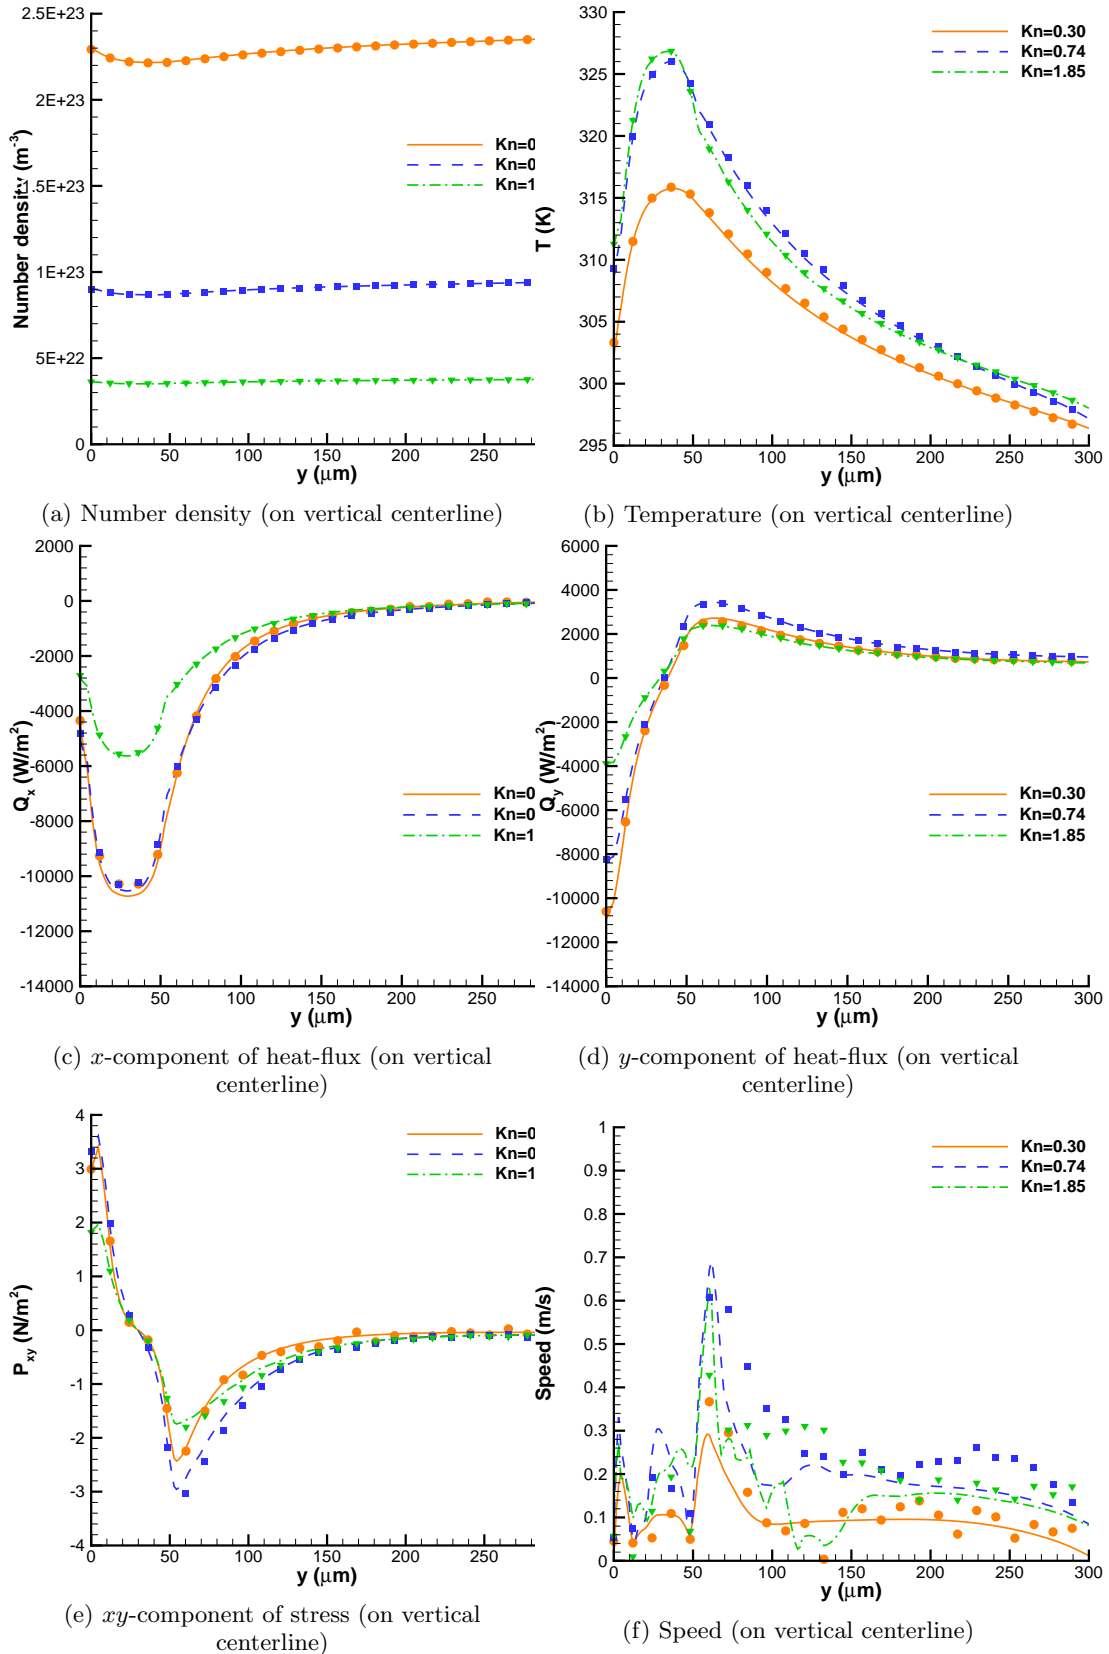 2.5E+23
2E+23
1.5E+23
1E+23
5E+22
0
Number density (m⁻³)
Kn=0
Kn=0
Kn=1
0 50 100 150 200 250
y (μm)
(a) Number density (on vertical centerline)
330
325
320
315
310
305
300
295
T (K)
Kn=0.30
Kn=0.74
Kn=1.85
0 50 100 150 200 250 300
y (μm)
(b) Temperature (on vertical centerline)
2000
0
-2000
-4000
-6000
-8000
-10000
-12000
-14000
Qx (W/m²)
Kn=0
Kn=0
Kn=1
0 50 100 150 200 250
y (μm)
(c) x-component of heat-flux (on vertical
centerline)
6000
4000
2000
0
-2000
-4000
-6000
-8000
-10000
-12000
-14000
Qy (W/m²)
Kn=0.30
Kn=0.74
Kn=1.85
0 50 100 150 200 250 300
y (μm)
(d) y-component of heat-flux (on vertical
centerline)
4
3
2
1
0
-1
-2
-3
-4
Pxy (N/m²)
Kn=0
Kn=0
Kn=1
0 50 100 150 200 250
y (μm)
(e) xy-component of stress (on vertical
centerline)
1
0.9
0.8
0.7
0.6
0.5
0.4
0.3
0.2
0.1
0
Speed (m/s)
Kn=0.30
Kn=0.74
Kn=1.85
0 50 100 150 200 250 300
y (μm)
(f) Speed (on vertical centerline)